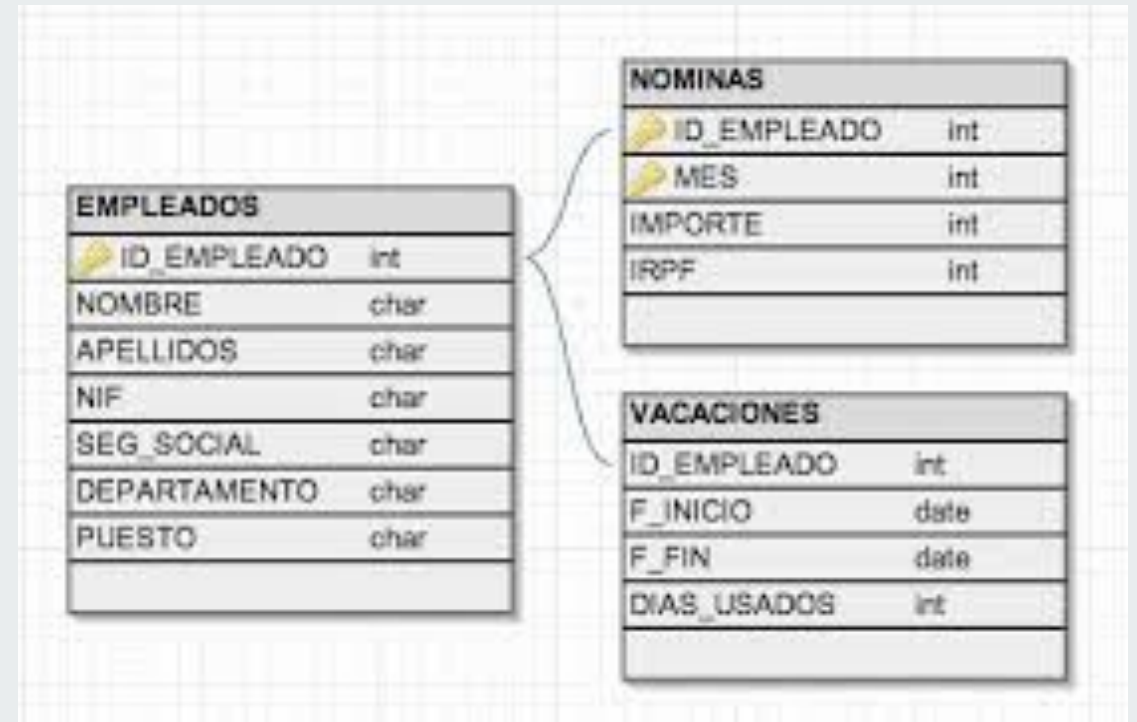 EMPLEADOS
ID_EMPLEADO int
NOMBRE char
APELLIDOS char
NIF char
SEG_SOCIAL char
DEPARTAMENTO char
PUESTO char
NOMINAS
ID_EMPLEADO int
MES int
IMPORTE int
IRPF int
VACACIONES
ID_EMPLEADO int
F_INICIO date
F_FIN date
DIAS_USADOS int